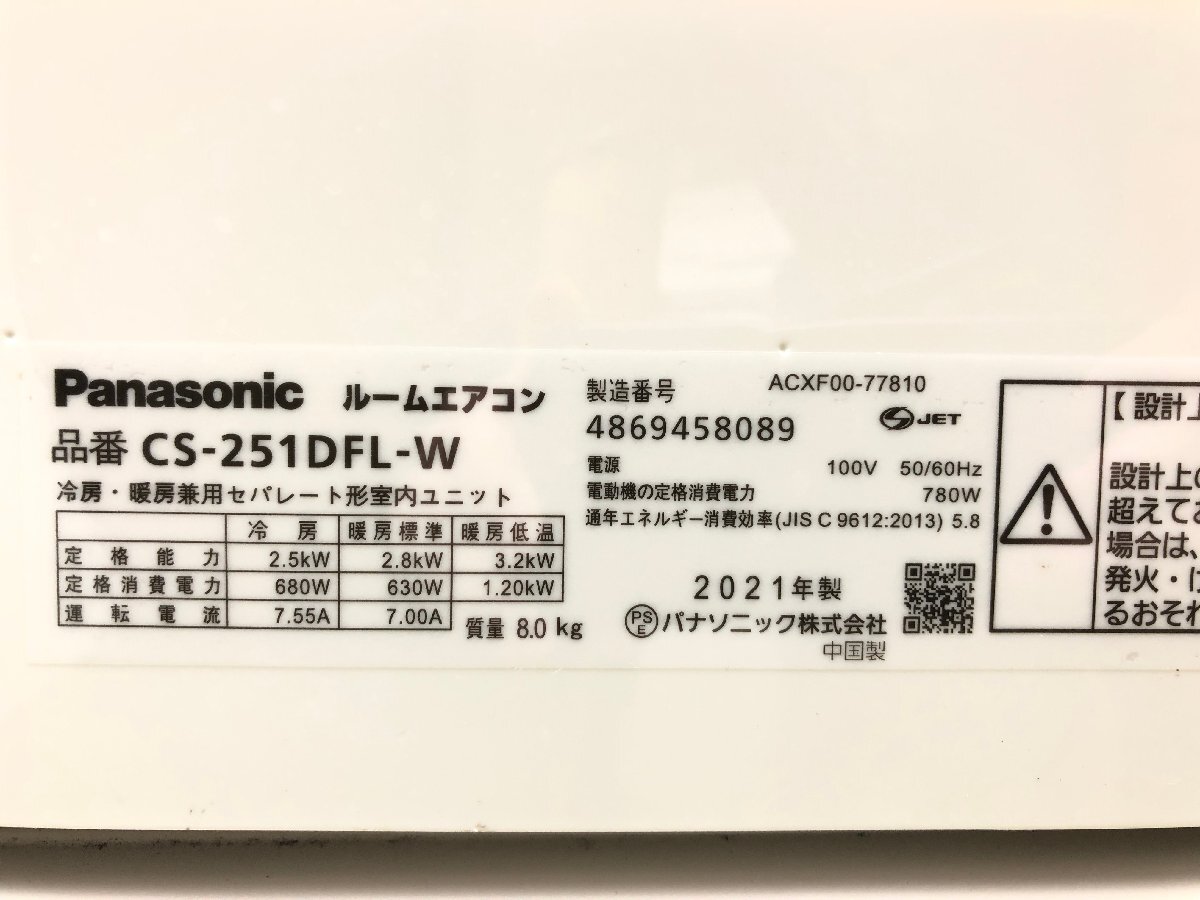 Panasonic ルームエアコン
品番 CS-251DFL-W
冷房・暖房兼用セパレート形室内ユニット
冷房 暖房標準 暖房低温
定格能力 2.5kW 2.8kW 3.2kW
定格消費電力 680W 630W 1.20kW
運転電流 7.55A 7.00A
質量 8.0 kg
製造番号 ACXF00-77810
4869458089
JET
電源 100V 50/60Hz
電動機の定格消費電力 780W
通年エネルギー消費効率(JIS C 9612:2013) 5.8
2021年製
PSE パナソニック株式会社
中国製
【設計上
設計上の
超えてお
場合は、
発火・け
るおそれ